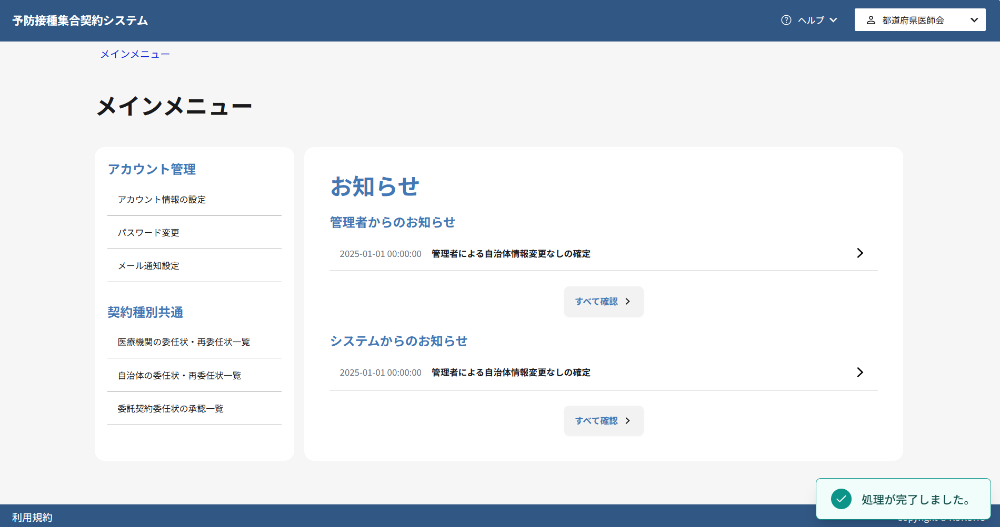 予防接種集合契約システム
ヘルプ
都道府県医師会
メインメニュー
メインメニュー
アカウント管理
アカウント情報の設定
パスワード変更
メール通知設定
契約種別共通
医療機関の委任状・再委任状一覧
自治体の委任状・再委任状一覧
委託契約委任状の承認一覧
お知らせ
管理者からのお知らせ
2025-01-01 00:00:00 管理者による自治体情報変更なしの確定
すべて確認
システムからのお知らせ
2025-01-01 00:00:00 管理者による自治体情報変更なしの確定
すべて確認
処理が完了しました。
利用規約